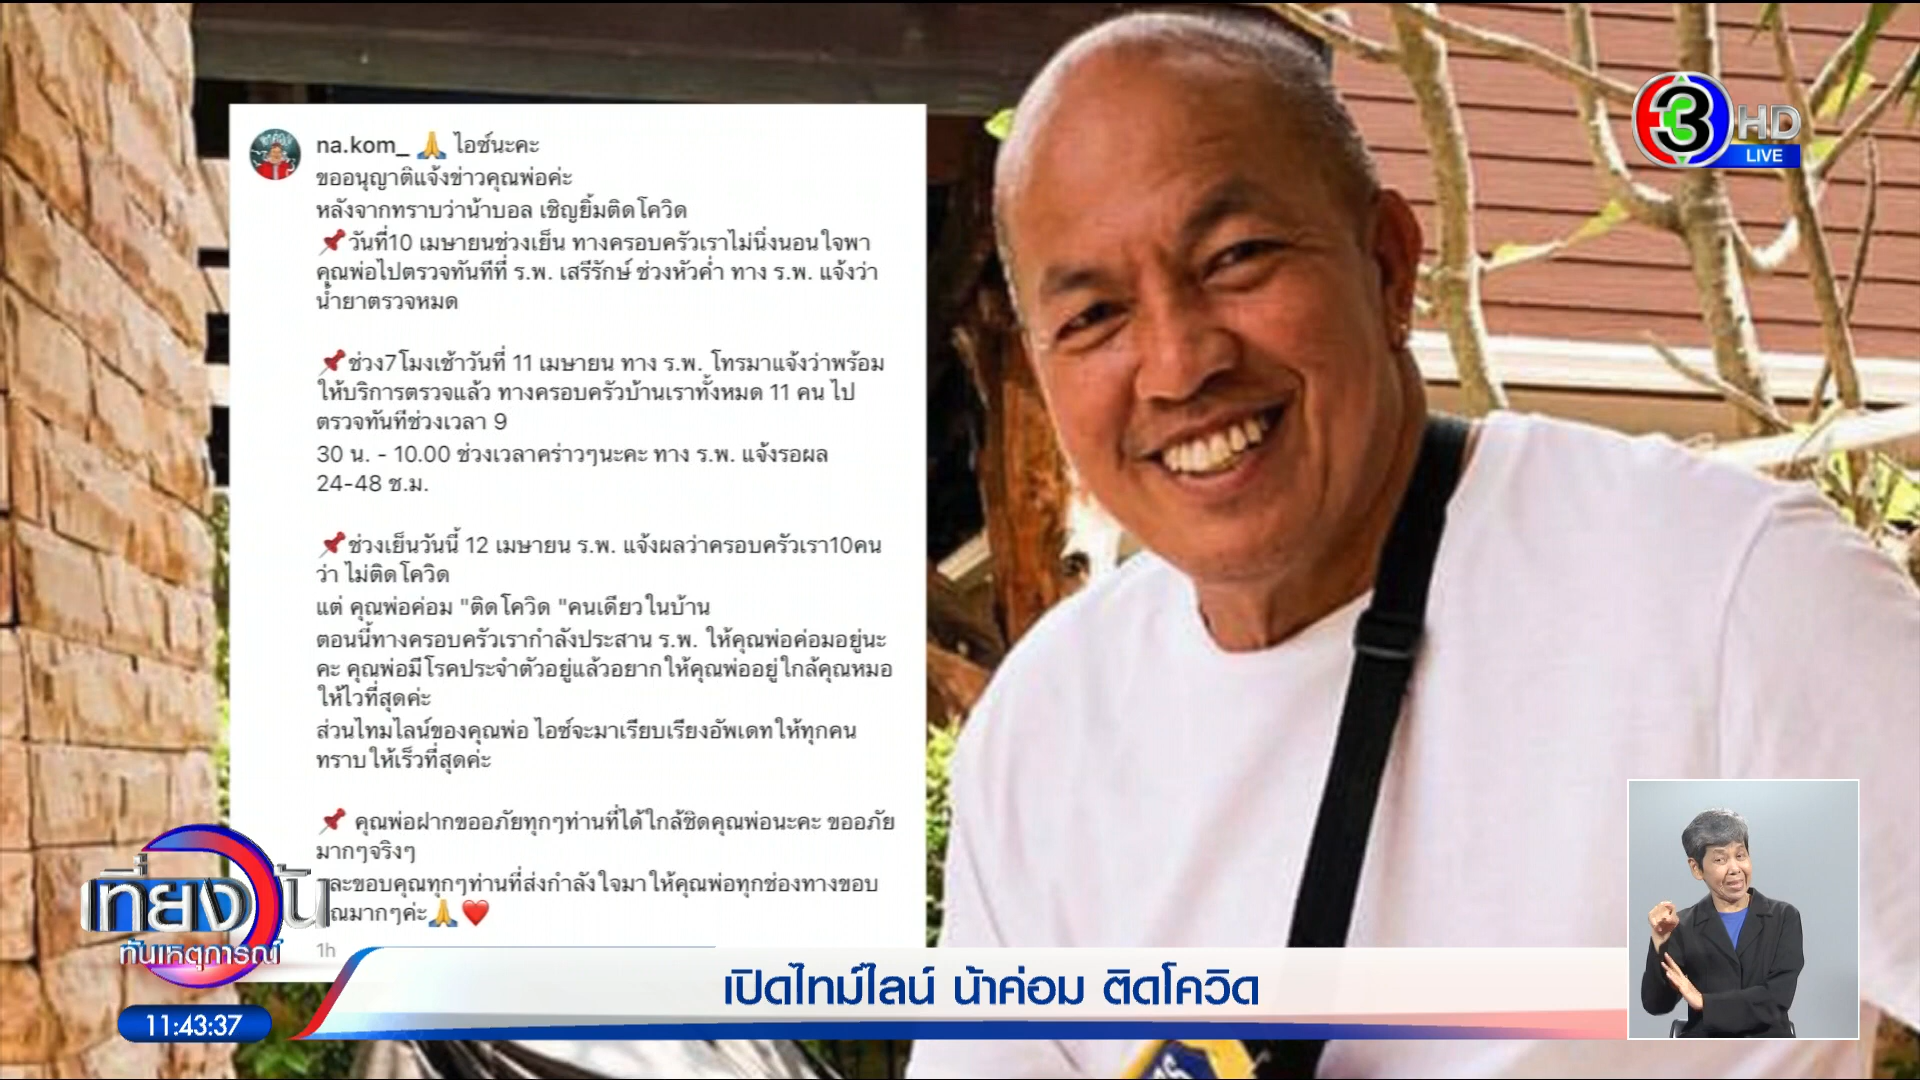 3 HD
LIVE
na.kom_ 🙏 ไอซ์นะคะ
ขออนุญาติแจ้งข่าวคุณพ่อค่ะ
หลังจากทราบว่าน้าบอล เชิญยิ้มติดโควิด
📌วันที่10 เมษายนช่วงเย็น ทางครอบครัวเราไม่นิ่งนอนใจพา
คุณพ่อไปตรวจทันทีที่ ร.พ. เสรีรักษ์ ช่วงหัวค่ำ ทาง ร.พ. แจ้งว่า
น้ำยาตรวจหมด
📌ช่วง7โมงเช้าวันที่ 11 เมษายน ทาง ร.พ. โทรมาแจ้งว่าพร้อม
ให้บริการตรวจแล้ว ทางครอบครัวบ้านเราทั้งหมด 11 คน ไป
ตรวจทันทีช่วงเวลา 9
30 น. - 10.00 ช่วงเวลาคร่าวๆนะคะ ทาง ร.พ. แจ้งรอผล
24-48 ช.ม.
📌ช่วงเย็นวันนี้ 12 เมษายน ร.พ. แจ้งผลว่าครอบครัวเรา10คน
ว่า ไม่ติดโควิด
แต่ คุณพ่อค่อม "ติดโควิด "คนเดียวในบ้าน
ตอนนี้ทางครอบครัวเรากำลังประสาน ร.พ. ให้คุณพ่อค่อมอยู่นะ
คะ คุณพ่อมีโรคประจำตัวอยู่แล้วอยากให้คุณพ่ออยู่ใกล้คุณหมอ
ให้ไวที่สุดค่ะ
ส่วนไทมไลน์ของคุณพ่อ ไอซ์จะมาเรียบเรียงอัพเดทให้ทุกคน
ทราบให้เร็วที่สุดค่ะ
📌 คุณพ่อฝากขออภัยทุกๆท่านที่ได้ใกล้ชิดคุณพ่อนะคะ ขออภัย
มากๆจริงๆ
ละขอบคุณทุกๆท่านที่ส่งกำลังใจมาให้คุณพ่อทุกช่องทางขอบ
ุณมากๆค่ะ🙏❤️
1h
เที่ยงวัน
ทันเหตุการณ์
11:43:37
เปิดไทม์ไลน์ น้าค่อม ติดโควิด